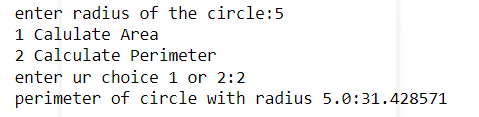 enter radius of the circle:5
1 Calulate Area
2 Calculate Perimeter
enter ur choice 1 or 2:2
perimeter of circle with radius 5.0:31.428571